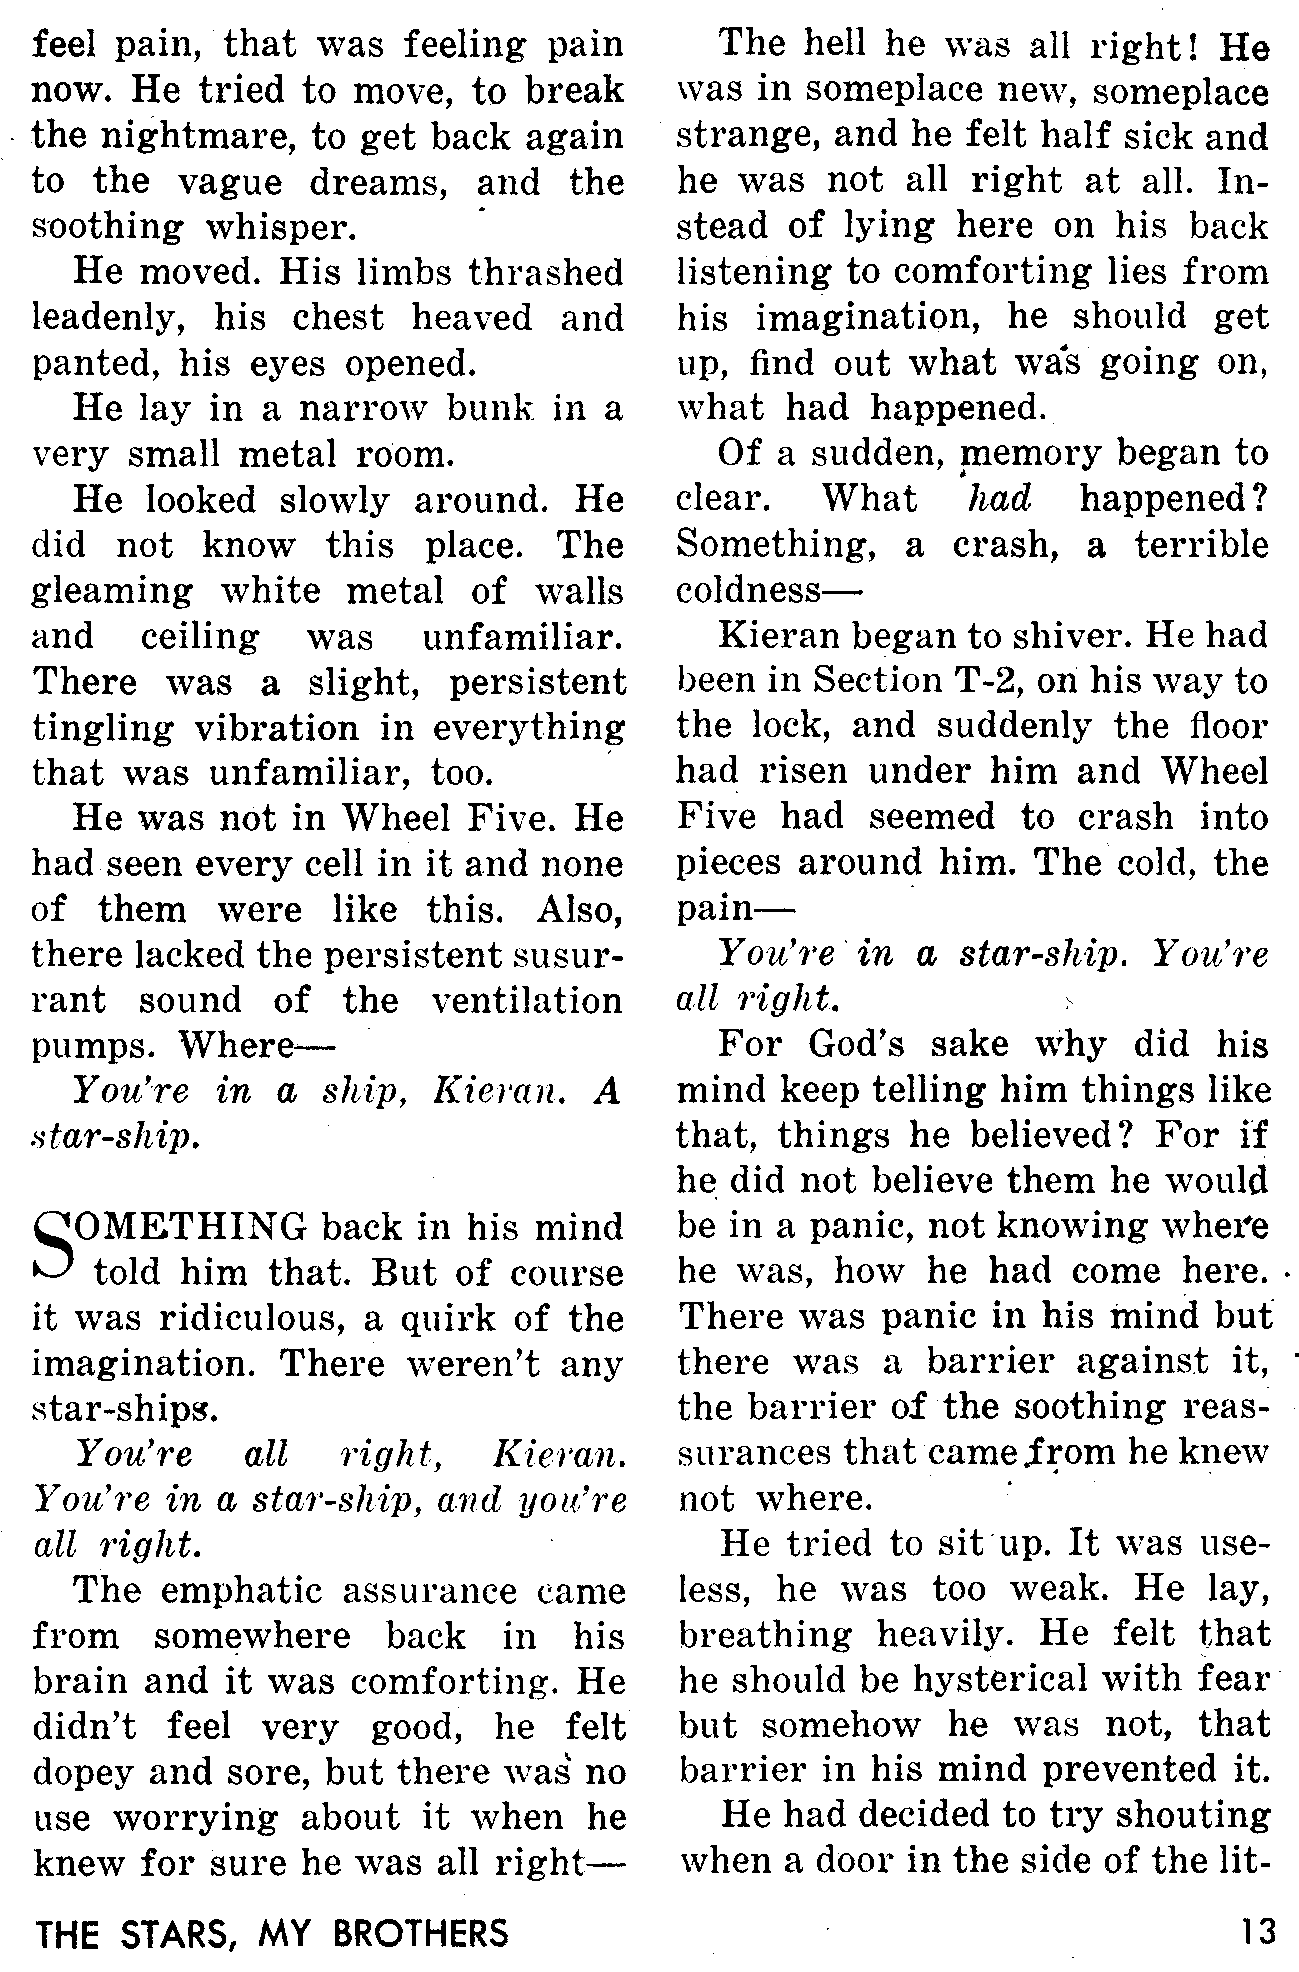 feel pain, that was feeling pain
now. He tried to move, to break
the nightmare, to get back again
to the vague dreams, and the
soothing whisper.
He moved. His limbs thrashed
leadenly, his chest heaved and
panted, his eyes opened.
He lay in a narrow bunk in a
very small metal room.
He looked slowly around. He
did not know this place. The
gleaming white metal of walls
and ceiling was unfamiliar.
There was a slight, persistent
tingling vibration in everything
that was unfamiliar, too.
He was not in Wheel Five. He
had seen every cell in it and none
of them were like this. Also,
there lacked the persistent susur-
rant sound of the ventilation
pumps. Where—
You're in a ship, Kieran. A
star-ship.
SOMETHING back in his mind
told him that. But of course
it was ridiculous, a quirk of the
imagination. There weren't any
star-ships.
You're all right, Kieran.
You're in a star-ship, and you're
all right.
The emphatic assurance came
from somewhere back in his
brain and it was comforting. He
didn't feel very good, he felt
dopey and sore, but there was no
use worrying about it when he
knew for sure he was all right—
The hell he was all right! He
was in someplace new, someplace
strange, and he felt half sick and
he was not all right at all. In-
stead of lying here on his back
listening to comforting lies from
his imagination, he should get
up, find out what was going on,
what had happened.
Of a sudden, memory began to
clear. What had happened?
Something, a crash, a terrible
coldness—
Kieran began to shiver. He had
been in Section T-2, on his way to
the lock, and suddenly the floor
had risen under him and Wheel
Five had seemed to crash into
pieces around him. The cold, the
pain—
You're in a star-ship. You're
all right.
For God's sake why did his
mind keep telling him things like
that, things he believed? For if
he did not believe them he would
be in a panic, not knowing where
he was, how he had come here.
There was panic in his mind but
there was a barrier against it,
the barrier of the soothing reas-
surances that came from he knew
not where.
He tried to sit up. It was use-
less, he was too weak. He lay,
breathing heavily. He felt that
he should be hysterical with fear
but somehow he was not, that
barrier in his mind prevented it.
He had decided to try shouting
when a door in the side of the lit-
THE STARS, MY BROTHERS 13